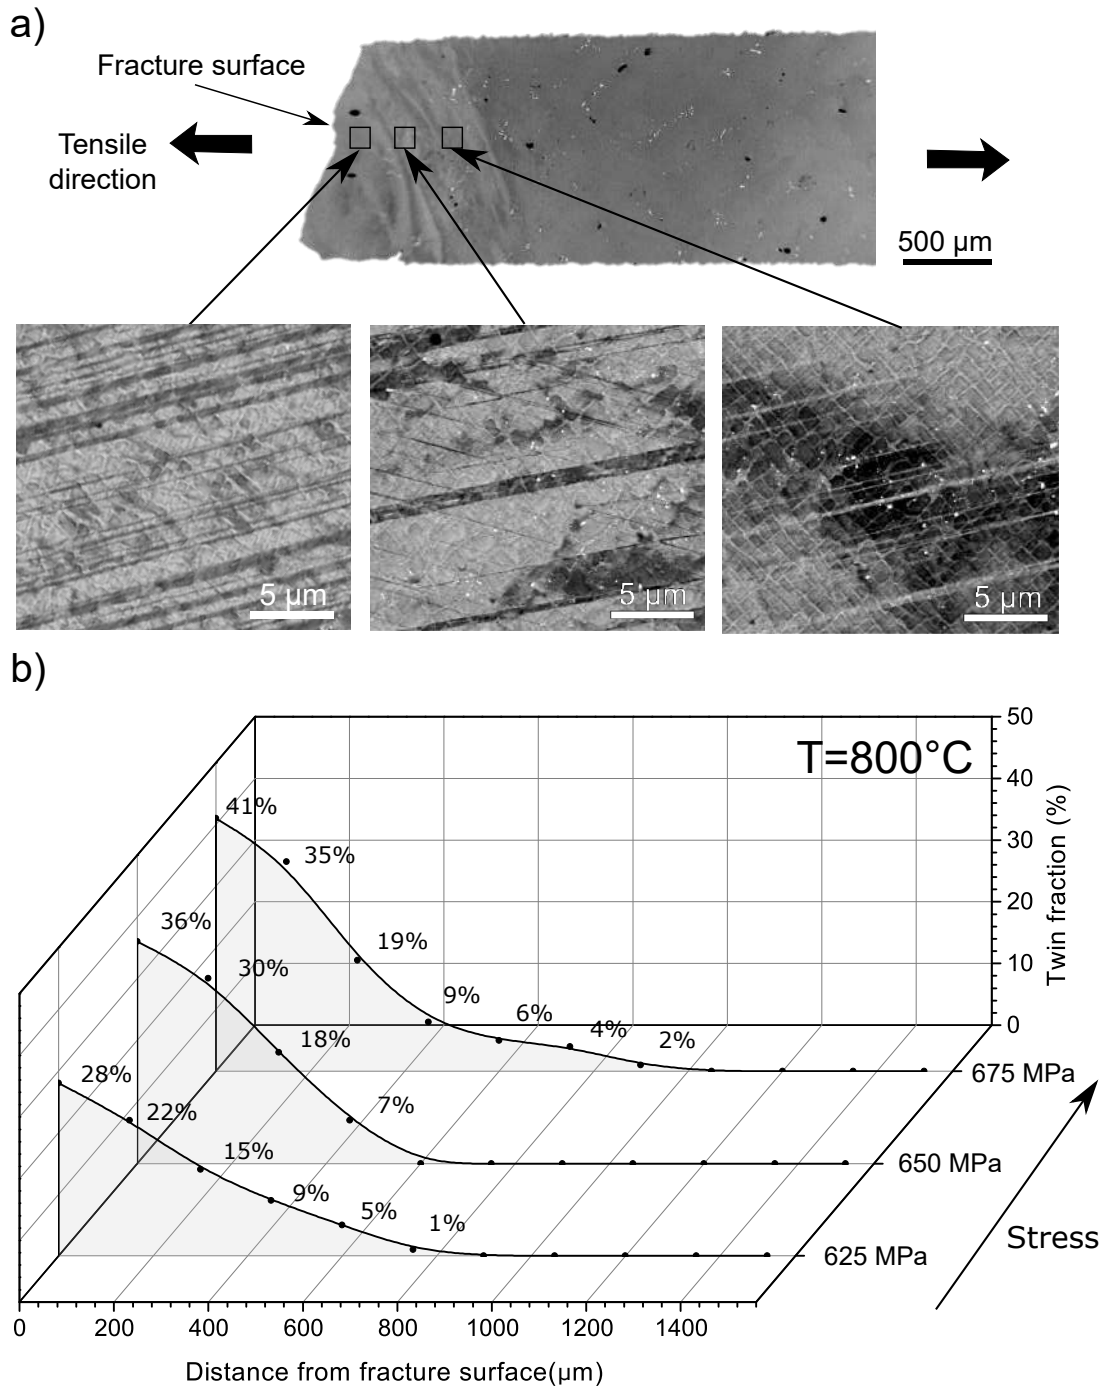 a)
Fracture surface
Tensile
direction
500 µm
5 µm
5 µm
5 µm
b)
T=800°C
50
40
30
20
10
0
Twin fraction (%)
41%
35%
19%
9%
6%
4%
2%
675 MPa
36%
30%
18%
7%
650 MPa
28%
22%
15%
9%
5%
1%
625 MPa
Stress
0 200 400 600 800 1000 1200 1400
Distance from fracture surface(µm)